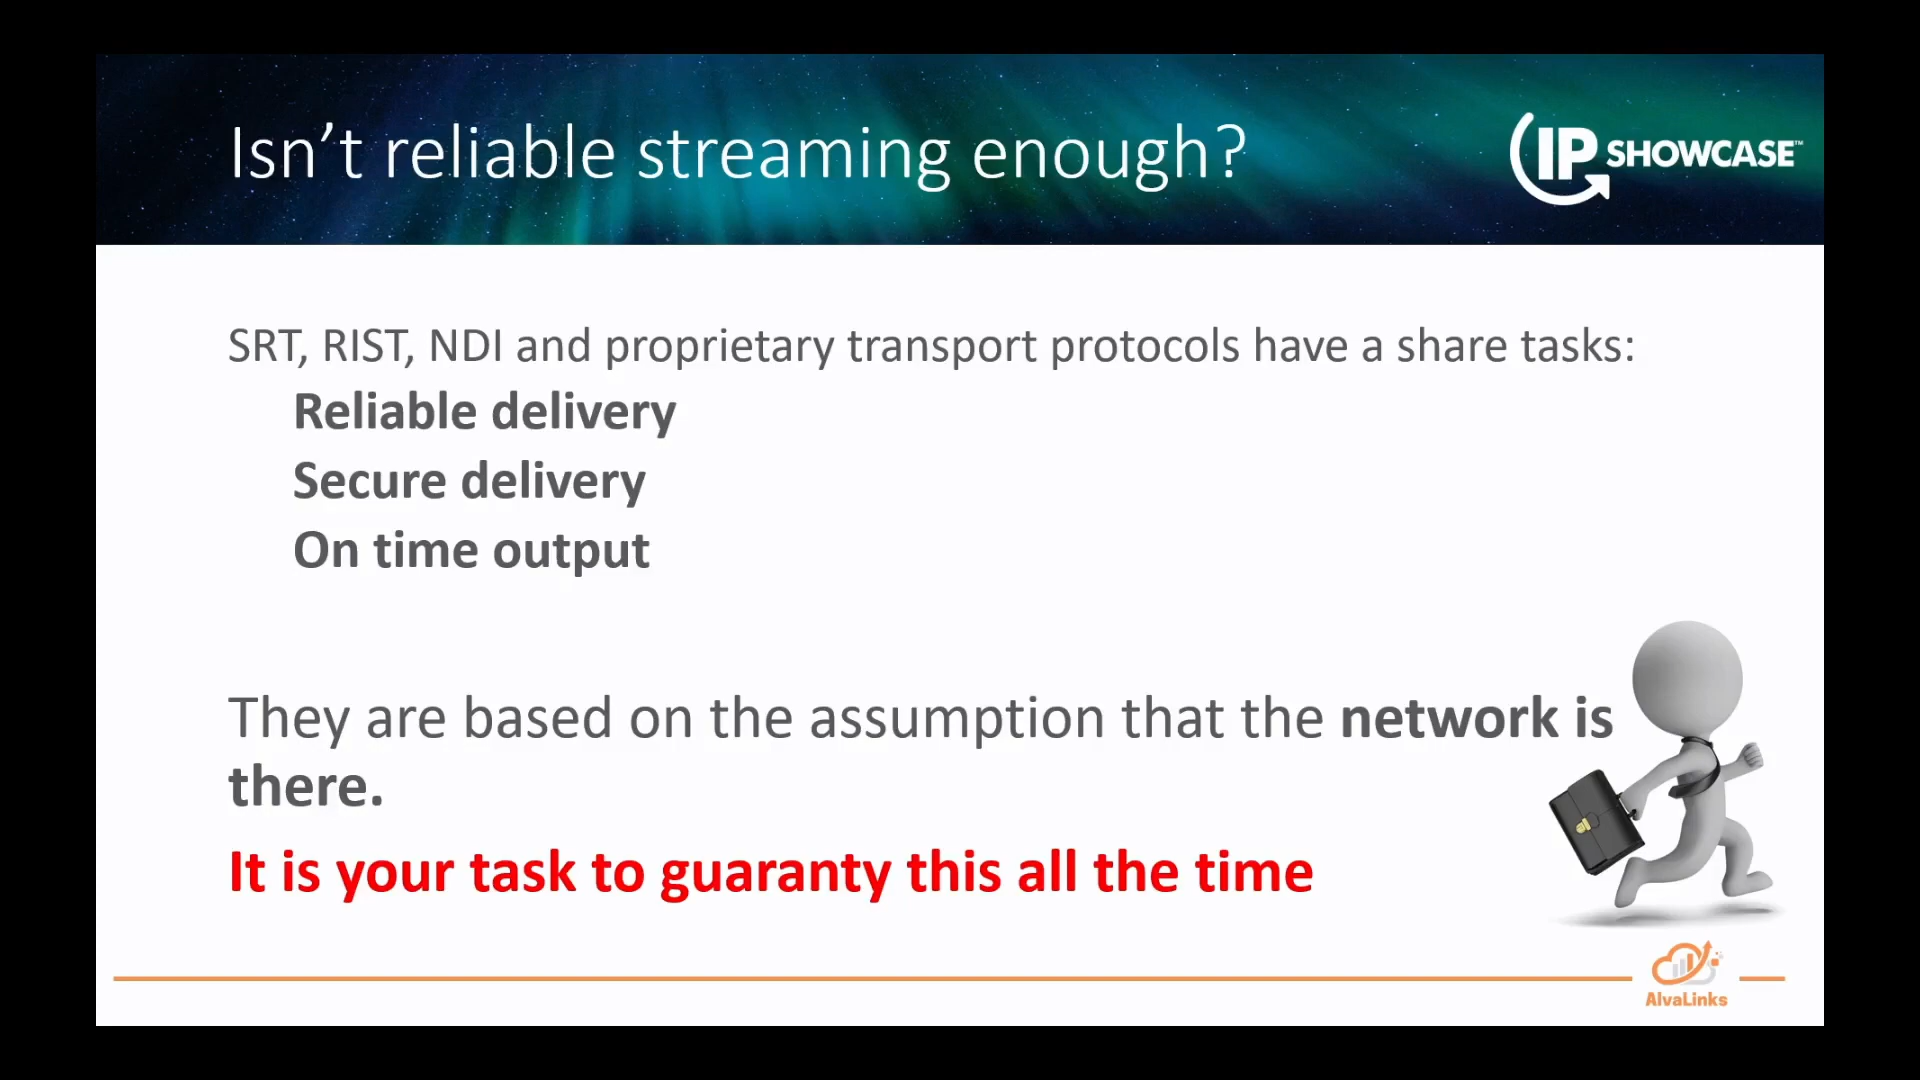 Isn’t reliable streaming enough?
IP SHOWCASE™
SRT, RIST, NDI and proprietary transport protocols have a share tasks:
Reliable delivery
Secure delivery
On time output
They are based on the assumption that the network is
there.
It is your task to guaranty this all the time
AlvaLinks